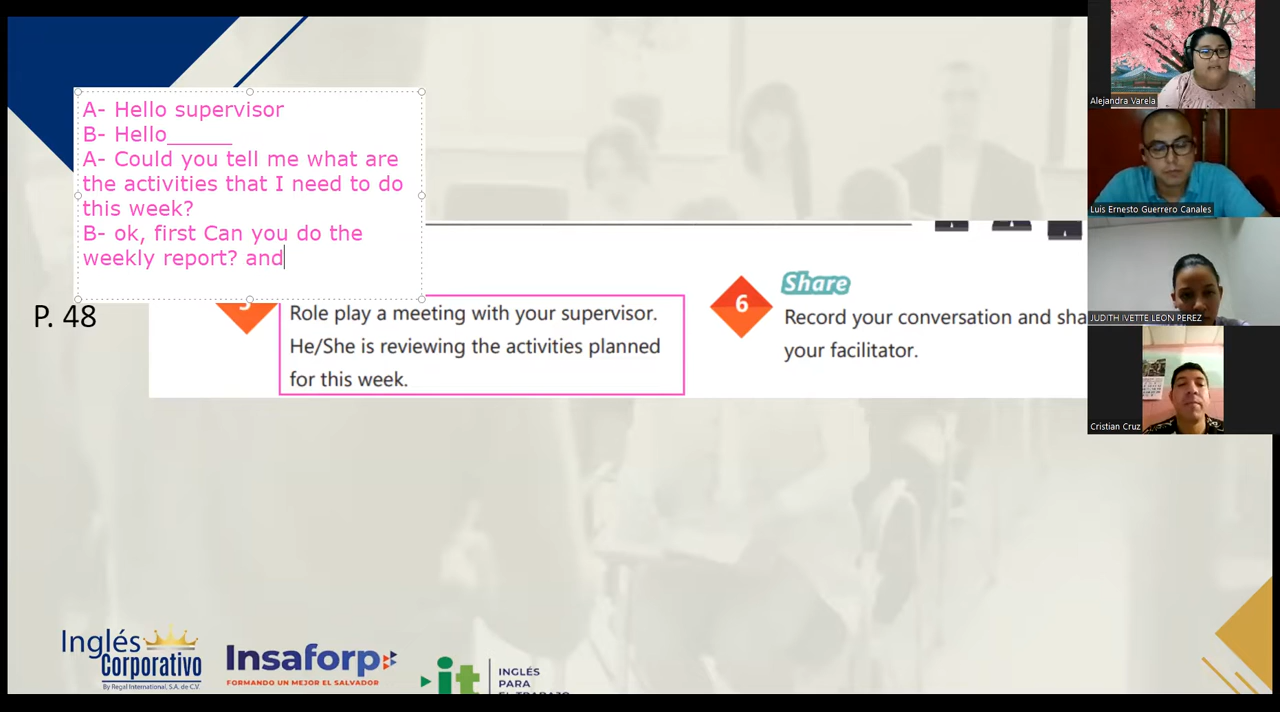 A- Hello supervisor
B- Hello______
A- Could you tell me what are
the activities that I need to do
this week?
B- ok, first Can you do the
weekly report? and
P. 48
Role play a meeting with your supervisor.
He/She is reviewing the activities planned
for this week.
6
Share
Record your conversation and sha
your facilitator.
Alejandra Varela
Luis Ernesto Guerrero Canales
JUDITH IVETTE LEON PEREZ
Cristian Cruz
Inglés
Corporativo
By Regal International, S.A. de C.V.
Insaforp
FORMANDO UN MEJOR EL SALVADOR
it
INGLÉS
PARA
EL TRABAJO